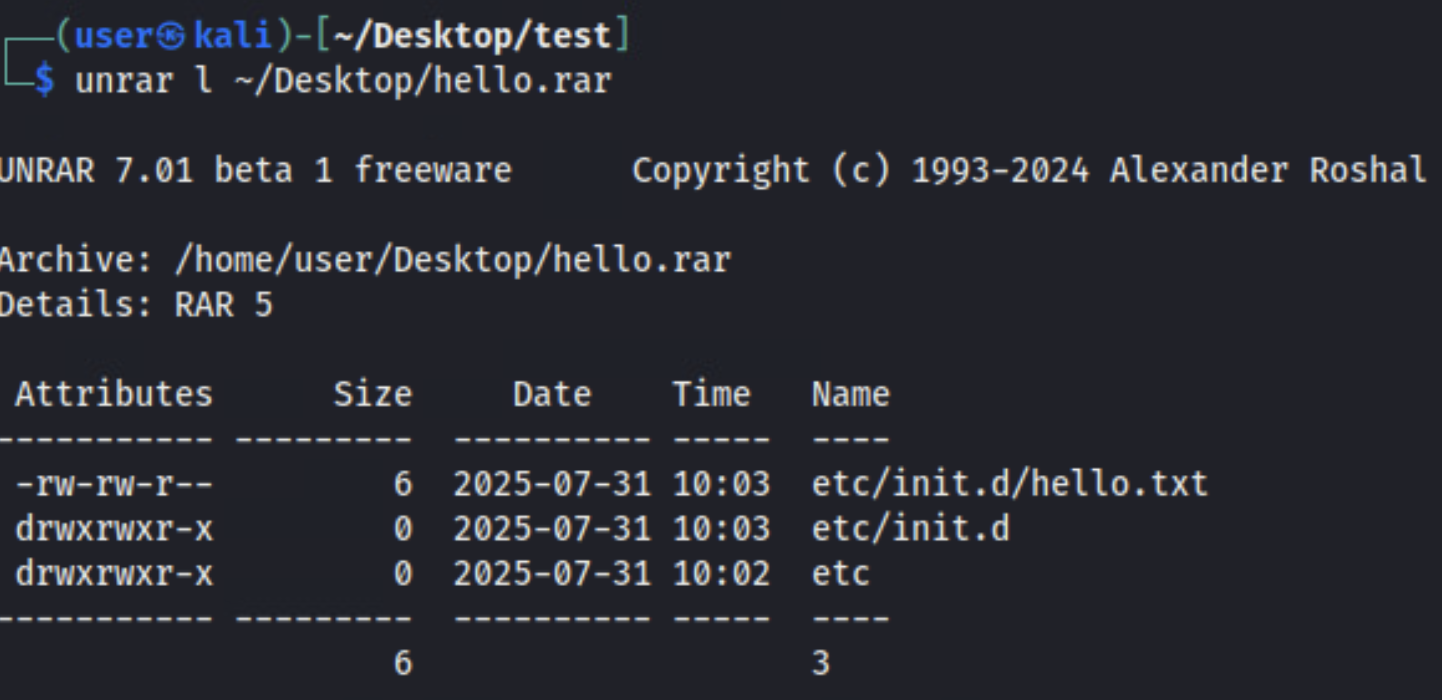 ┌──(user㉿kali)-[~/Desktop/test]
└─$ unrar l ~/Desktop/hello.rar
UNRAR 7.01 beta 1 freeware      Copyright (c) 1993-2024 Alexander Roshal
Archive: /home/user/Desktop/hello.rar
Details: RAR 5
 Attributes      Size     Date    Time   Name
----------- ---------  ---------- -----  ----
 -rw-rw-r--         6  2025-07-31 10:03  etc/init.d/hello.txt
 drwxrwxr-x         0  2025-07-31 10:03  etc/init.d
 drwxrwxr-x         0  2025-07-31 10:02  etc
----------- ---------  ---------- -----  ----
                    6                    3